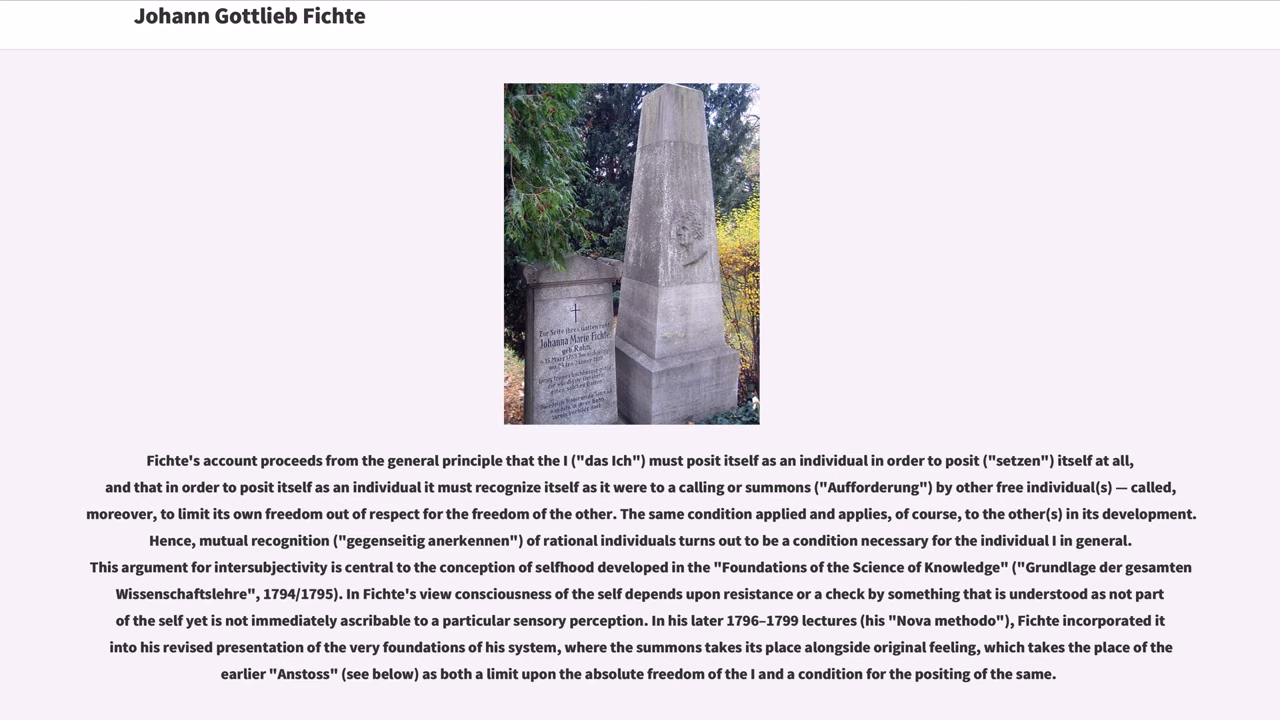 Johann Gottlieb Fichte
Zur Seite ihres Gatten ruht
Johanna Marie Fichte,
geb. Rahn,
Fichte's account proceeds from the general principle that the I ("das Ich") must posit itself as an individual in order to posit ("setzen") itself at all,
and that in order to posit itself as an individual it must recognize itself as it were to a calling or summons ("Aufforderung") by other free individual(s) — called,
moreover, to limit its own freedom out of respect for the freedom of the other. The same condition applied and applies, of course, to the other(s) in its development.
Hence, mutual recognition ("gegenseitig anerkennen") of rational individuals turns out to be a condition necessary for the individual I in general.
This argument for intersubjectivity is central to the conception of selfhood developed in the "Foundations of the Science of Knowledge" ("Grundlage der gesamten
Wissenschaftslehre", 1794/1795). In Fichte's view consciousness of the self depends upon resistance or a check by something that is understood as not part
of the self yet is not immediately ascribable to a particular sensory perception. In his later 1796–1799 lectures (his "Nova methodo"), Fichte incorporated it
into his revised presentation of the very foundations of his system, where the summons takes its place alongside original feeling, which takes the place of the
earlier "Anstoss" (see below) as both a limit upon the absolute freedom of the I and a condition for the positing of the same.